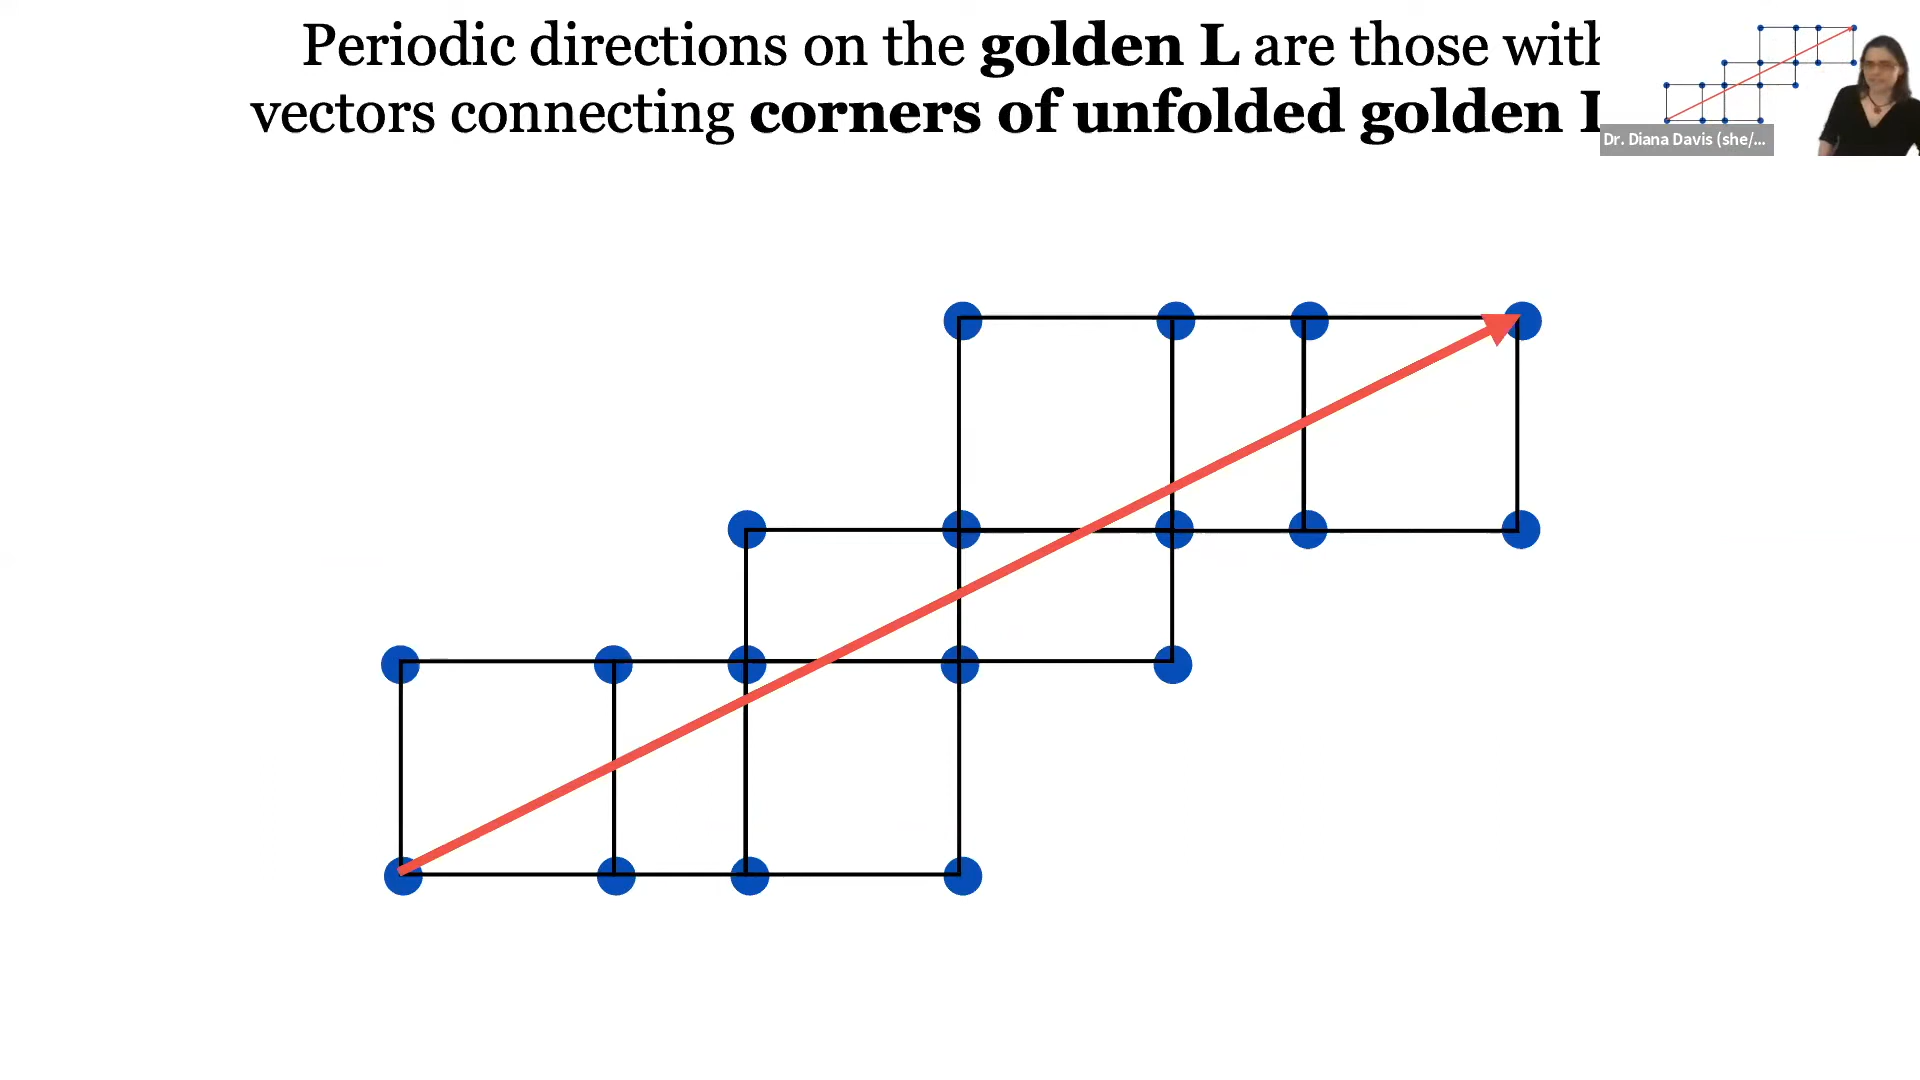 Periodic directions on the golden L are those with
vectors connecting corners of unfolded golden L
Dr. Diana Davis (she/...